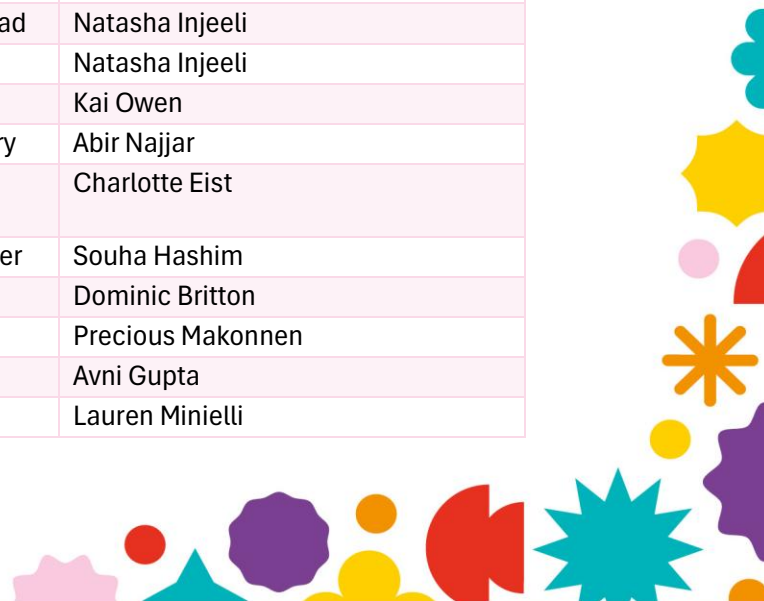 ad Natasha Injeeli
Natasha Injeeli
Kai Owen
ry Abir Najjar
Charlotte Eist
er Souha Hashim
Dominic Britton
Precious Makonnen
Avni Gupta
Lauren Minielli